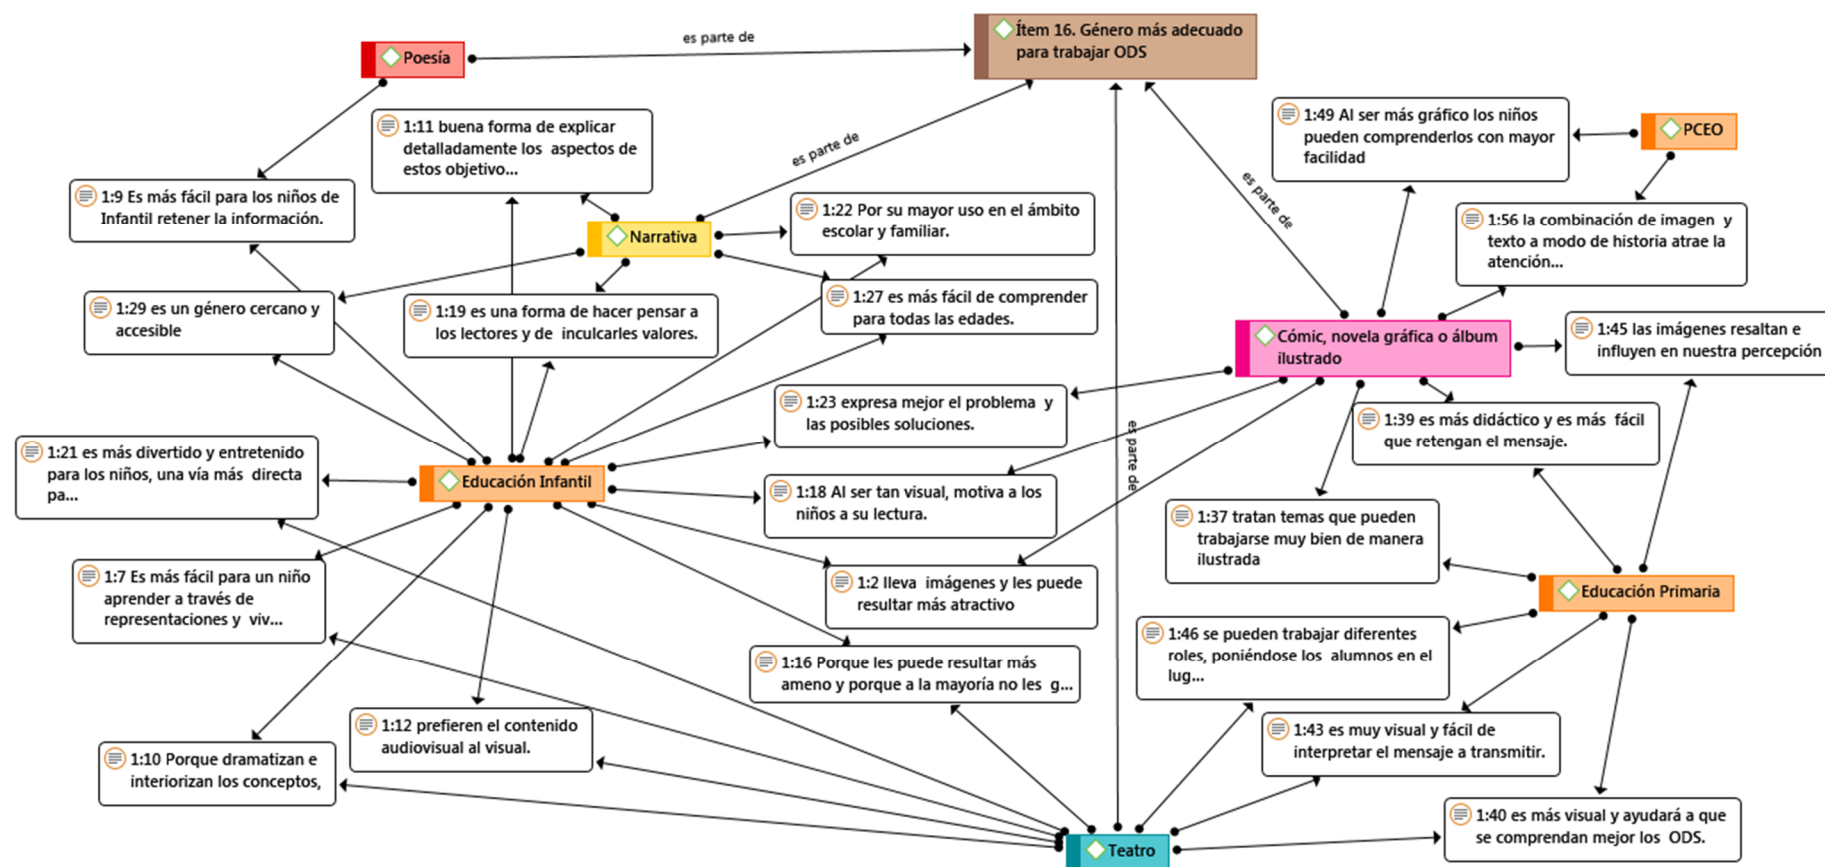 es parte de
Ítem 16. Género más adecuado
para trabajar ODS
Poesía
1:11 buena forma de explicar
detalladamente los aspectos de
estos objetivo...
es parte de
1:49 Al ser más gráfico los niños
pueden comprenderlos con mayor
facilidad
PCEO
1:9 Es más fácil para los niños de
Infantil retener la información.
Narrativa
1:22 Por su mayor uso en el ámbito
escolar y familiar.
es parte de
1:56 la combinación de imagen y
texto a modo de historia atrae la
atención...
1:29 es un género cercano y
accesible
1:19 es una forma de hacer pensar a
los lectores y de inculcarles valores.
1:27 es más fácil de comprender
para todas las edades.
Cómic, novela gráfica o álbum
ilustrado
1:45 las imágenes resaltan e
influyen en nuestra percepción
1:23 expresa mejor el problema y
las posibles soluciones.
es parte de
1:39 es más didáctico y es más fácil
que retengan el mensaje.
1:21 es más divertido y entretenido
para los niños, una vía más directa
pa...
Educación Infantil
1:18 Al ser tan visual, motiva a los
niños a su lectura.
1:37 tratan temas que pueden
trabajarse muy bien de manera
ilustrada
1:7 Es más fácil para un niño
aprender a través de
representaciones y viv...
1:2 lleva imágenes y les puede
resultar más atractivo
Educación Primaria
1:46 se pueden trabajar diferentes
roles, poniéndose los alumnos en el
lug...
1:16 Porque les puede resultar más
ameno y porque a la mayoría no les g...
1:12 prefieren el contenido
audiovisual al visual.
1:43 es muy visual y fácil de
interpretar el mensaje a transmitir.
1:10 Porque dramatizan e
interiorizan los conceptos,
1:40 es más visual y ayudará a que
se comprendan mejor los ODS.
Teatro